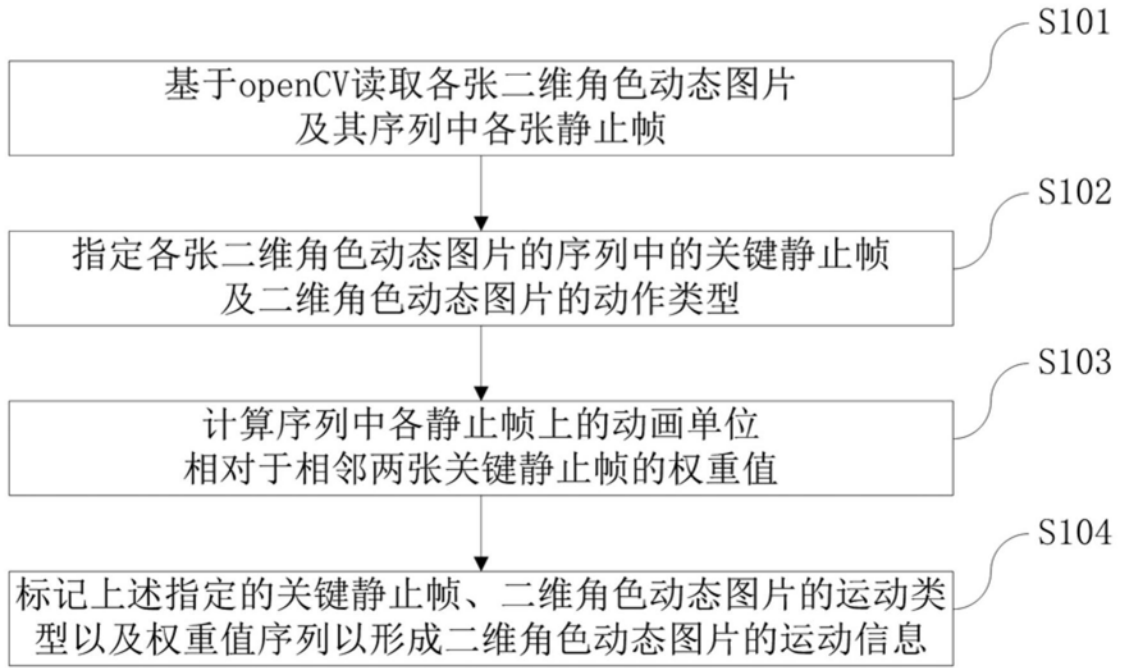 S101
基于openCV读取各张二维角色动态图片
及其序列中各张静止帧
S102
指定各张二维角色动态图片的序列中的关键静止帧
及二维角色动态图片的动作类型
S103
计算序列中各静止帧上的动画单位
相对于相邻两张关键静止帧的权重值
S104
标记上述指定的关键静止帧、二维角色动态图片的运动类
型以及权重值序列以形成二维角色动态图片的运动信息